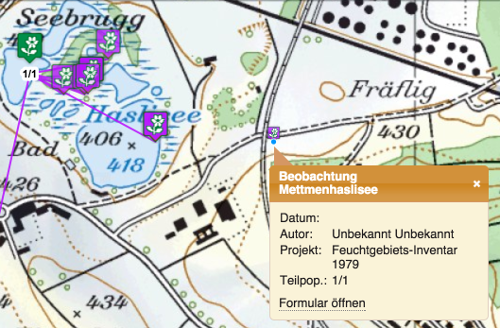 Seebrugg
1/1
Haslisee
Fräflig
406
418
430
Bad
426
434
Beobachtung
Mettmenhaslisee
×
Datum:
Autor: Unbekannt Unbekannt
Projekt: Feuchtgebiets-Inventar
1979
Teilpop.: 1/1
Formular öffnen